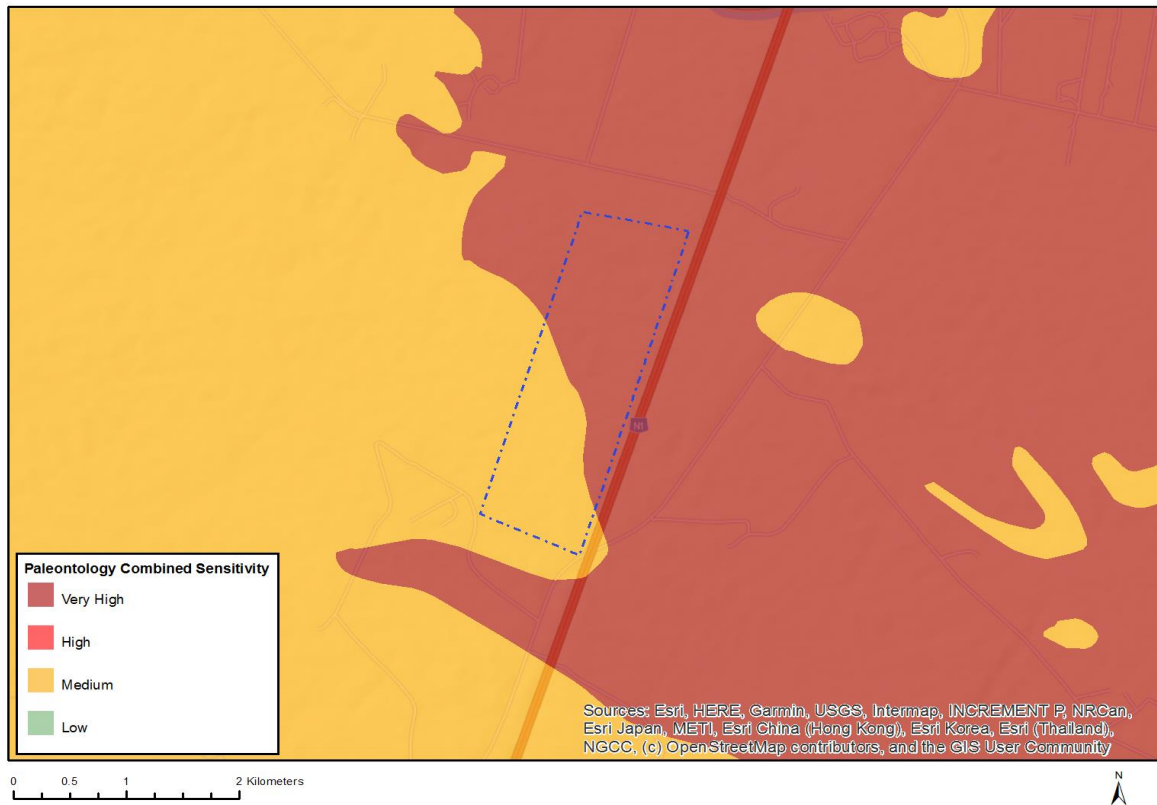 N1
Paleontology Combined Sensitivity
Very High
High
Medium
Low
Sources: Esri, HERE, Garmin, USGS, Intermap, INCREMENT P, NRCan,
Esri Japan, METI, Esri China (Hong Kong), Esri Korea, Esri (Thailand),
NGCC, (c) OpenStreetMap contributors, and the GIS User Community
0 0.5 1 2 Kilometers
N